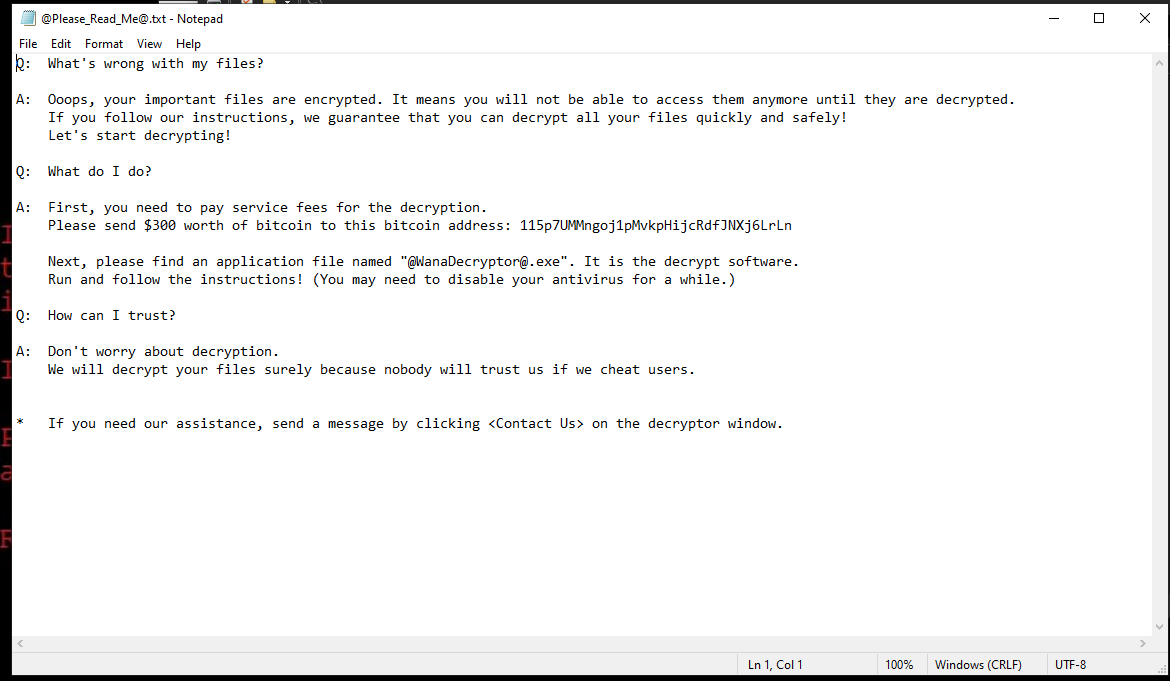 @Please_Read_Me@.txt - Notepad
File Edit Format View Help
Q: What's wrong with my files?
A: Ooops, your important files are encrypted. It means you will not be able to access them anymore until they are decrypted.
If you follow our instructions, we guarantee that you can decrypt all your files quickly and safely!
Let's start decrypting!
Q: What do I do?
A: First, you need to pay service fees for the decryption.
Please send $300 worth of bitcoin to this bitcoin address: 115p7UMMngoj1pMvkpHijcRdfJNXj6LrLn
Next, please find an application file named "@WanaDecryptor@.exe". It is the decrypt software.
Run and follow the instructions! (You may need to disable your antivirus for a while.)
Q: How can I trust?
A: Don't worry about decryption.
We will decrypt your files surely because nobody will trust us if we cheat users.
* If you need our assistance, send a message by clicking <Contact Us> on the decryptor window.
Ln 1, Col 1 100% Windows (CRLF) UTF-8